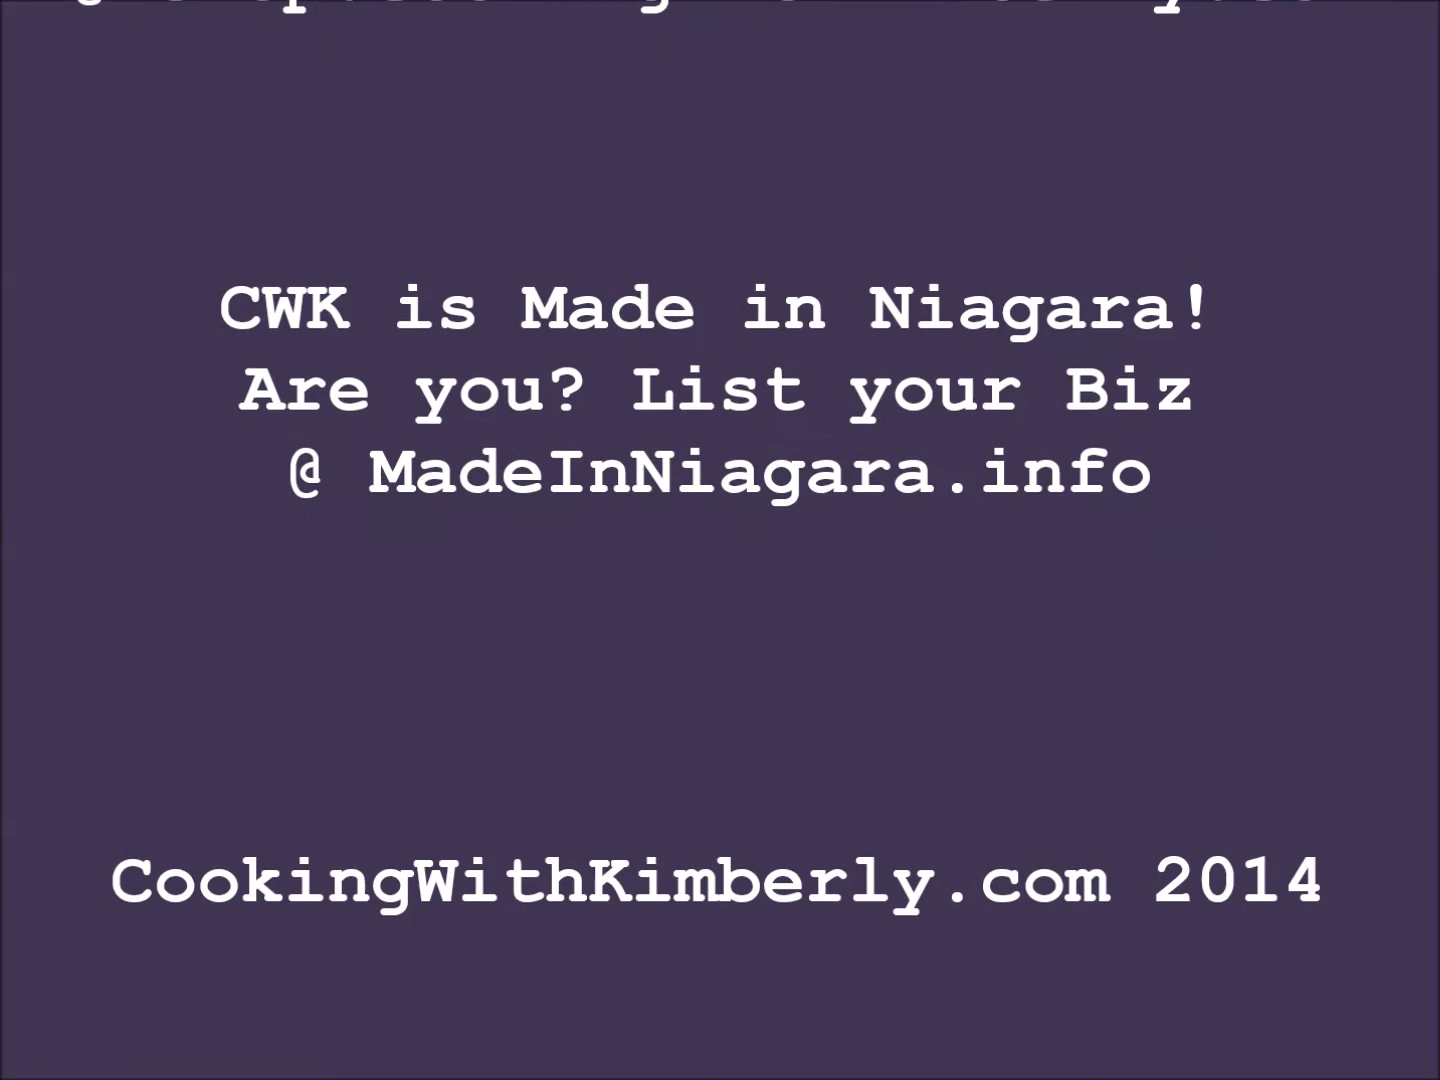 CWK is Made in Niagara!
Are you? List your Biz
@ MadeInNiagara.info
CookingWithKimberly.com 2014